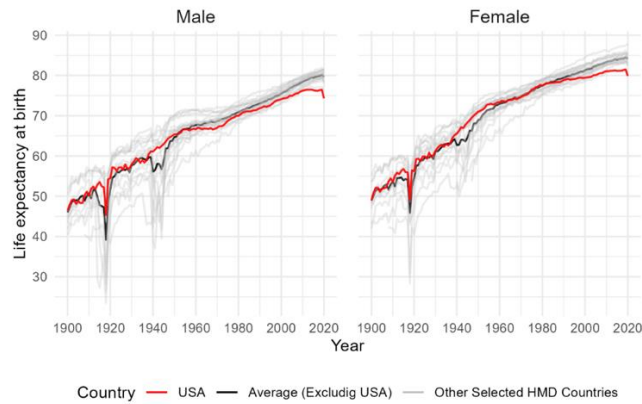 Male Female
90
80
70
60
50
40
30
Life expectancy at birth
1900 1920 1940 1960 1980 2000 2020 1900 1920 1940 1960 1980 2000 2020
Year
Country USA Average (Excludig USA) Other Selected HMD Countries